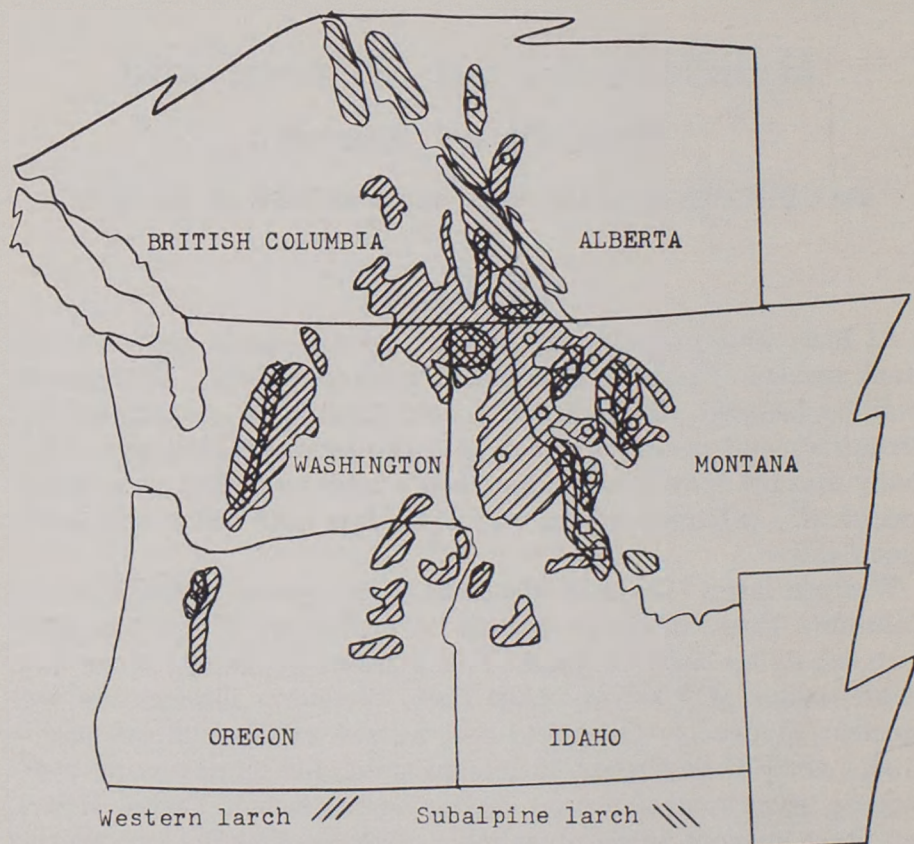 BRITISH COLUMBIA
ALBERTA
WASHINGTON
MONTANA
OREGON
IDAHO
Western larch
Subalpine larch